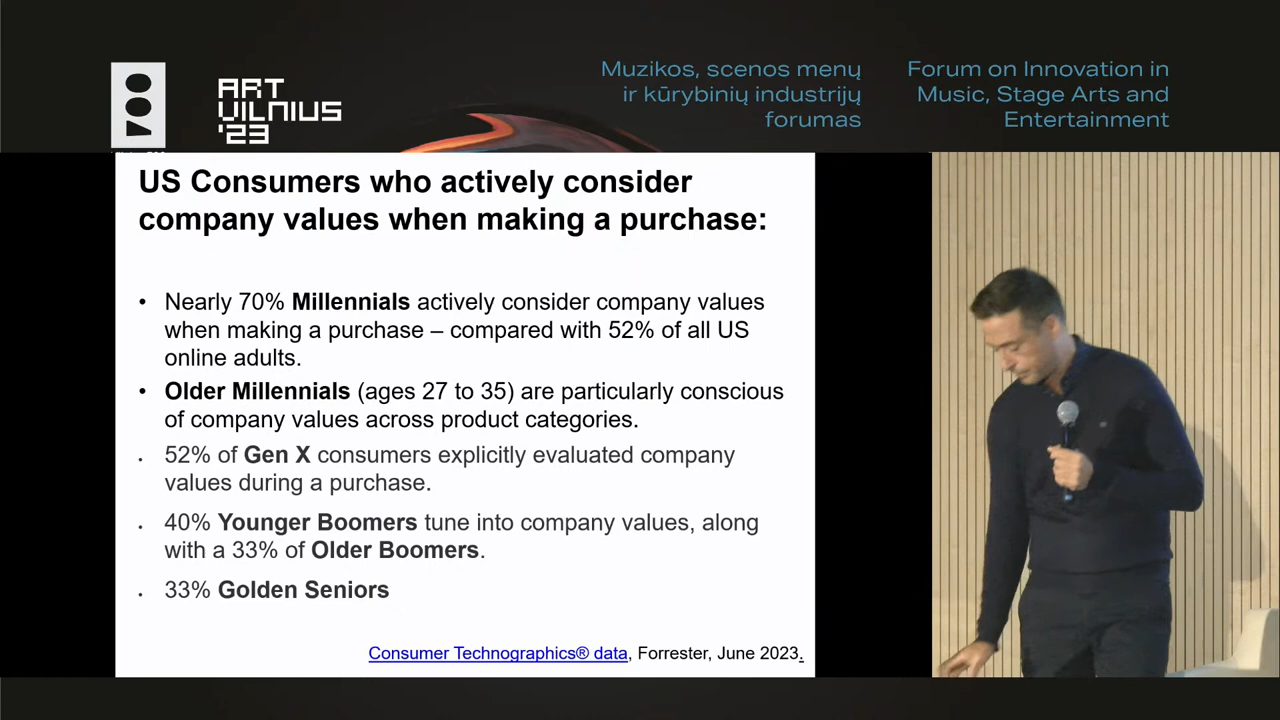 ART
VILNIUS
'23
Muzikos, scenos menų
ir kūrybinių industrijų
forumas
Forum on Innovation in
Music, Stage Arts and
Entertainment
US Consumers who actively consider
company values when making a purchase:
• Nearly 70% Millennials actively consider company values
when making a purchase – compared with 52% of all US
online adults.
• Older Millennials (ages 27 to 35) are particularly conscious
of company values across product categories.
. 52% of Gen X consumers explicitly evaluated company
values during a purchase.
. 40% Younger Boomers tune into company values, along
with a 33% of Older Boomers.
. 33% Golden Seniors
Consumer Technographics® data, Forrester, June 2023.